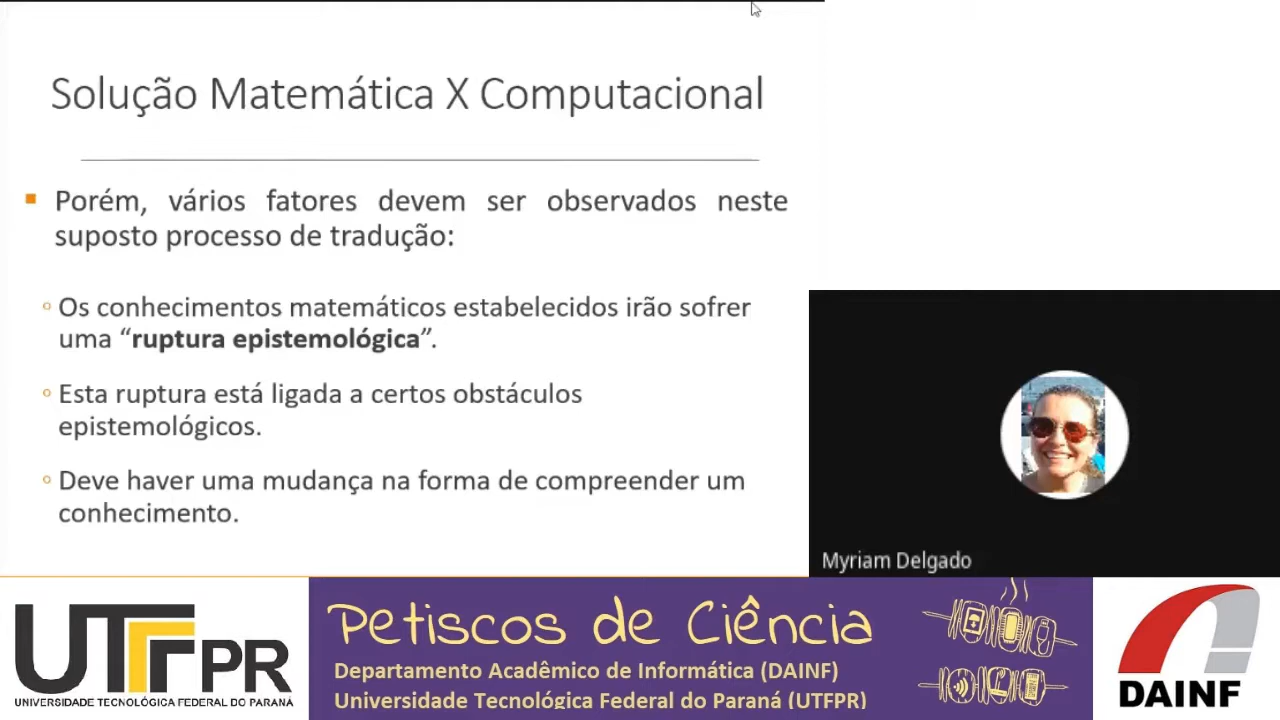 Solução Matemática X Computacional
Porém, vários fatores devem ser observados neste
suposto processo de tradução:
Os conhecimentos matemáticos estabelecidos irão sofrer
uma “ruptura epistemológica”.
Esta ruptura está ligada a certos obstáculos
epistemológicos.
Deve haver uma mudança na forma de compreender um
conhecimento.
Myriam Delgado
UTFPR
UNIVERSIDADE TECNOLÓGICA FEDERAL DO PARANÁ
Petiscos de Ciência
Departamento Acadêmico de Informática (DAINF)
Universidade Tecnológica Federal do Paraná (UTFPR)
DAINF